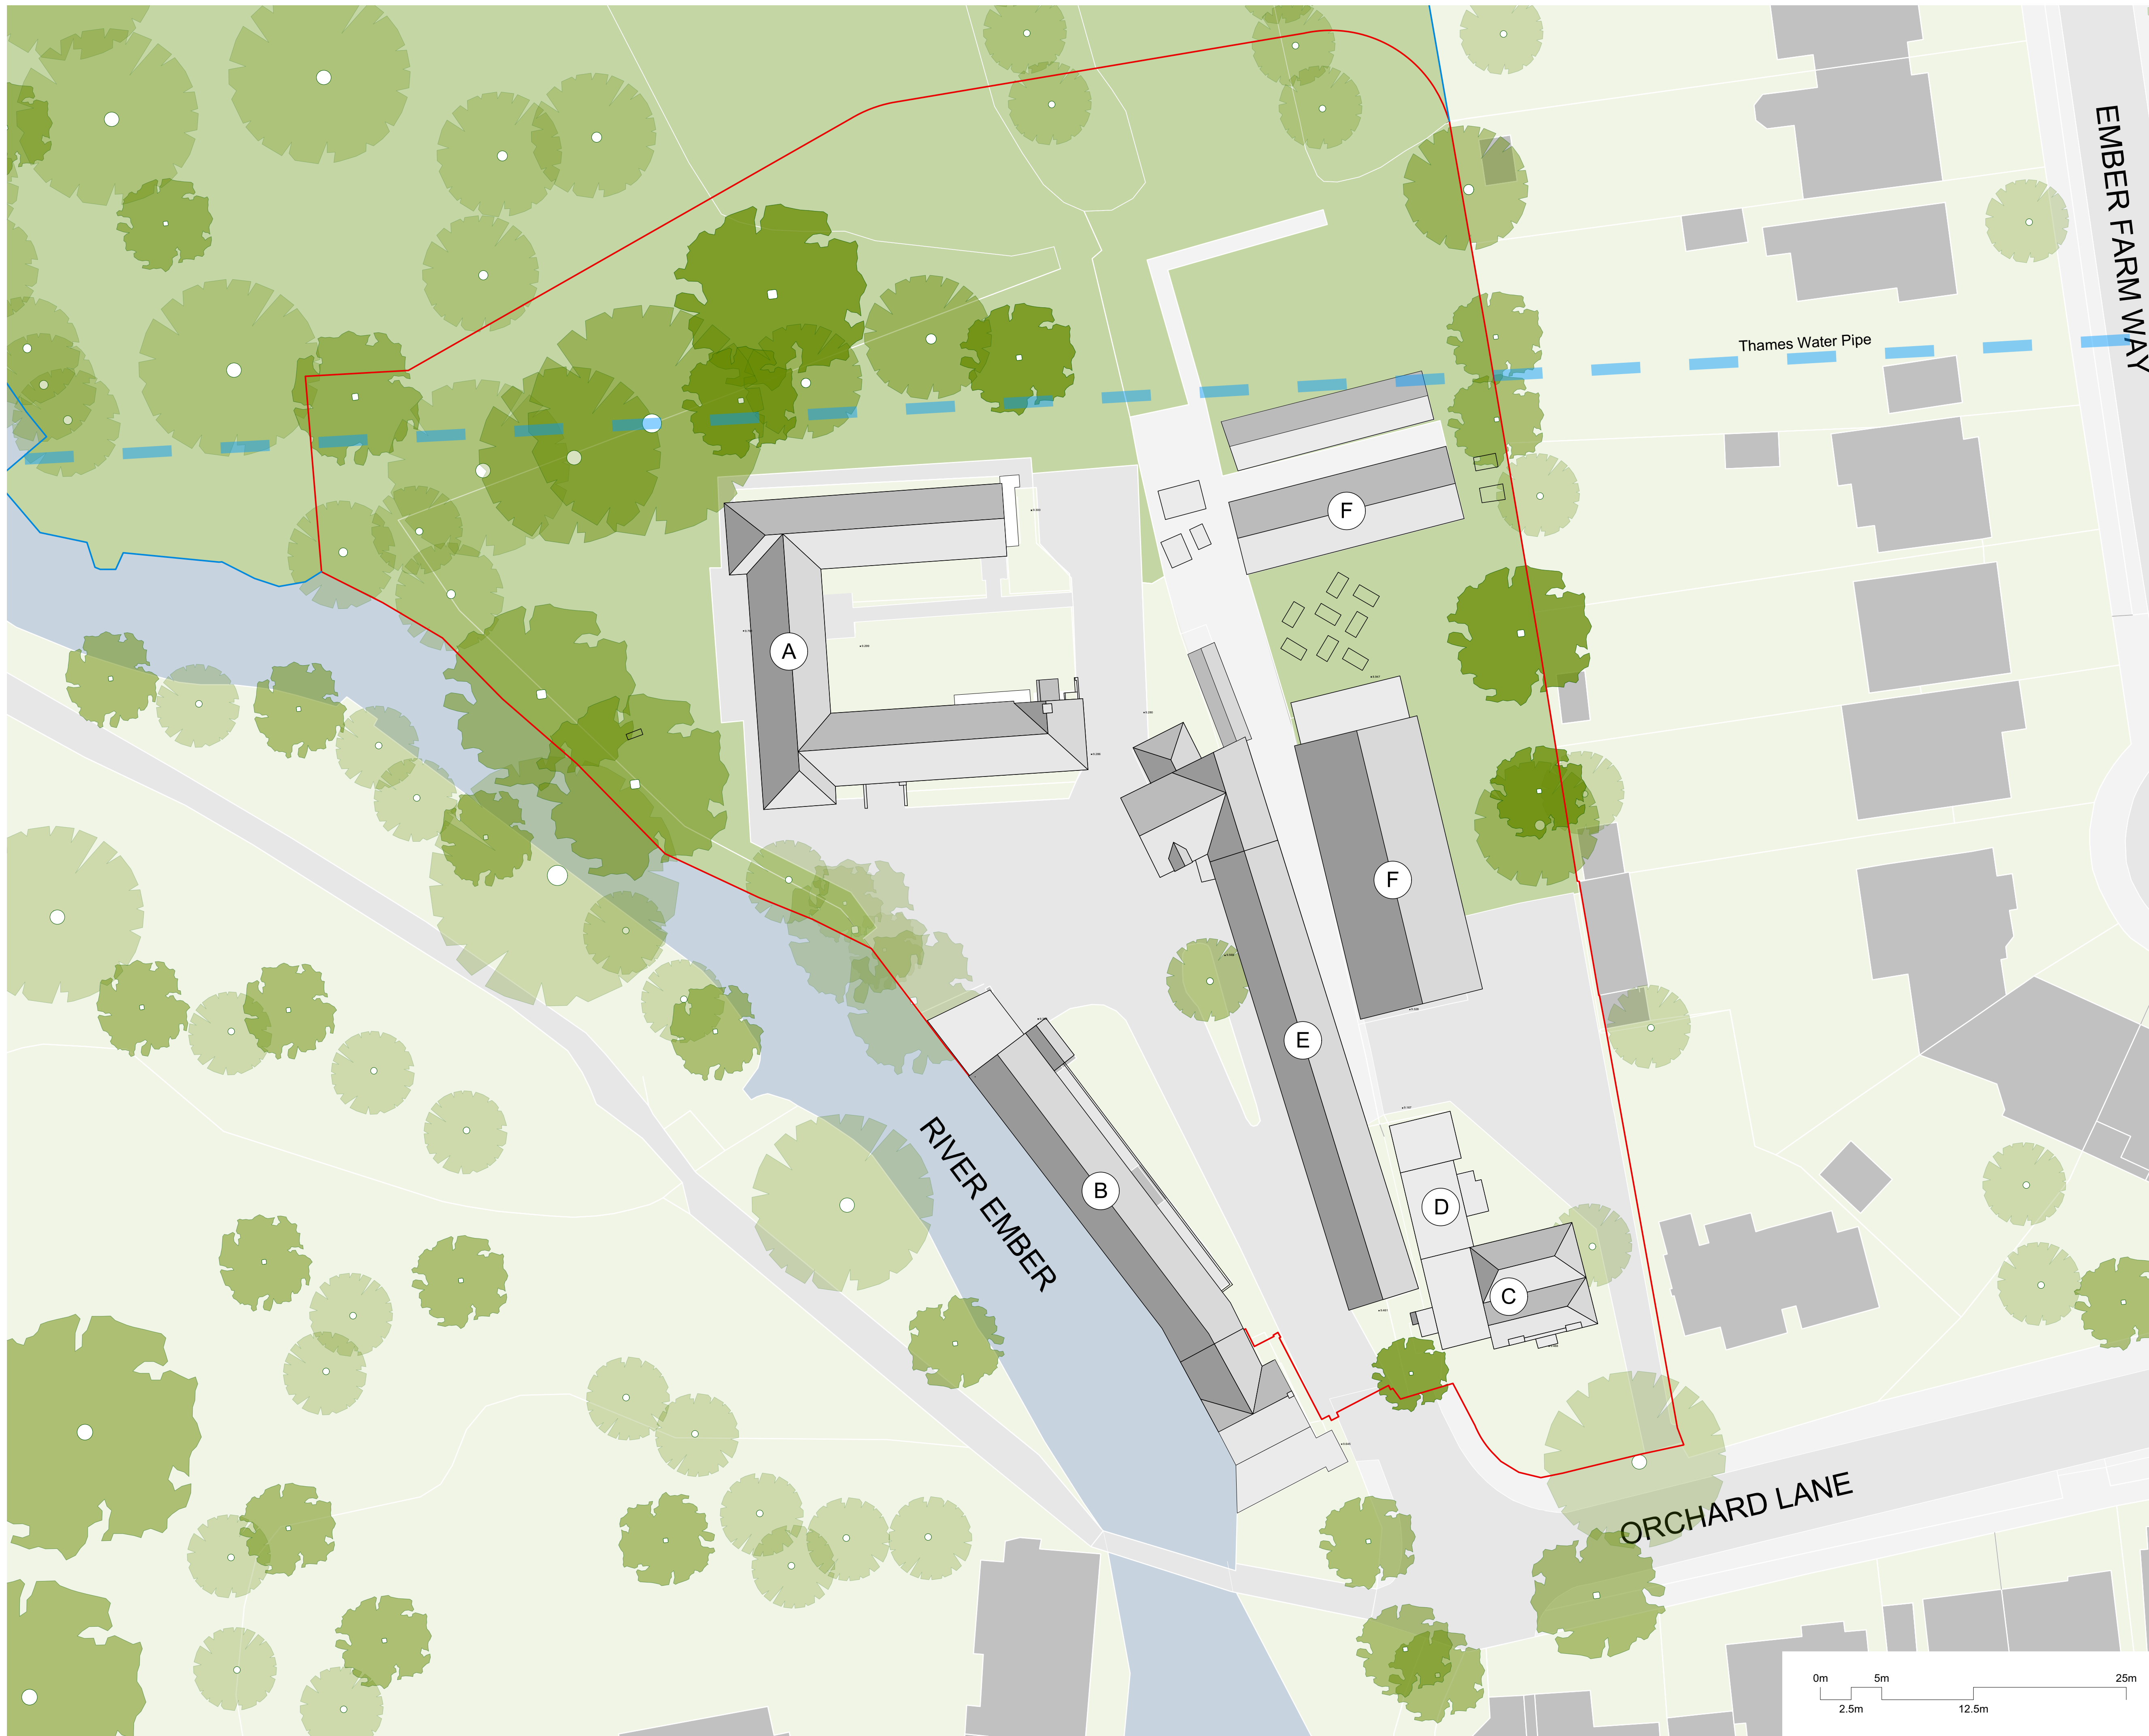 EMBER FARM WAY
Thames Water Pipe
F
A
F
E
B
RIVER EMBER
D
C
ORCHARD LANE
0m 5m 25m
2.5m 12.5m